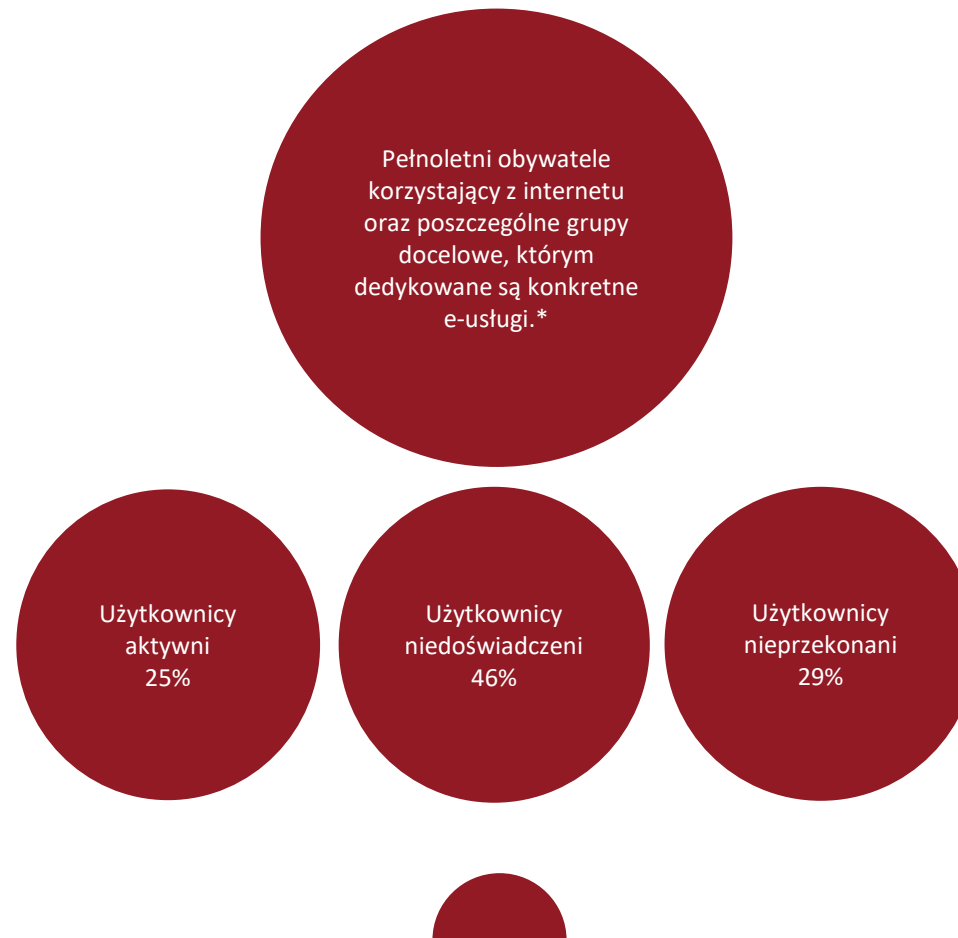 Pełnoletni obywatele
korzystający z internetu
oraz poszczególne grupy
docelowe, którym
dedykowane są konkretne
e-usługi.*
Użytkownicy
aktywni
25%
Użytkownicy
niedoświadczeni
46%
Użytkownicy
nieprzekonani
29%